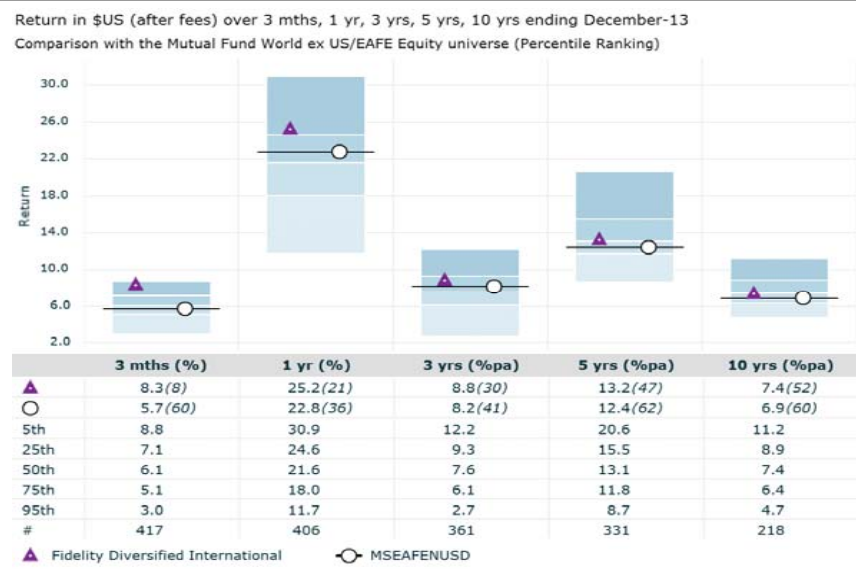 Return in $US (after fees) over 3 mths, 1 yr, 3 yrs, 5 yrs, 10 yrs ending December-13
Comparison with the Mutual Fund World ex US/EAFE Equity universe (Percentile Ranking)
30.0
26.0
22.0
18.0
14.0
10.0
6.0
2.0
Return
3 mths (%) 1 yr (%) 3 yrs (%pa) 5 yrs (%pa) 10 yrs (%pa)
8.3(8) 25.2(21) 8.8(30) 13.2(47) 7.4(52)
5.7(60) 22.8(36) 8.2(41) 12.4(62) 6.9(60)
5th 8.8 30.9 12.2 20.6 11.2
25th 7.1 24.6 9.3 15.5 8.9
50th 6.1 21.6 7.6 13.1 7.4
75th 5.1 18.0 6.1 11.8 6.4
95th 3.0 11.7 2.7 8.7 4.7
# 417 406 361 331 218
Fidelity Diversified International MSEAFENUSD